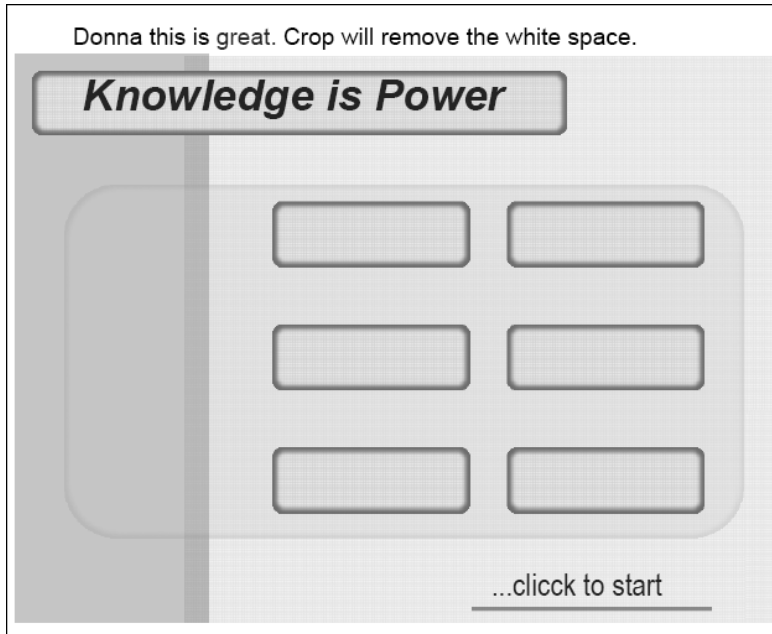 Donna this is great. Crop will remove the white space.
Knowledge is Power
...clicck to start